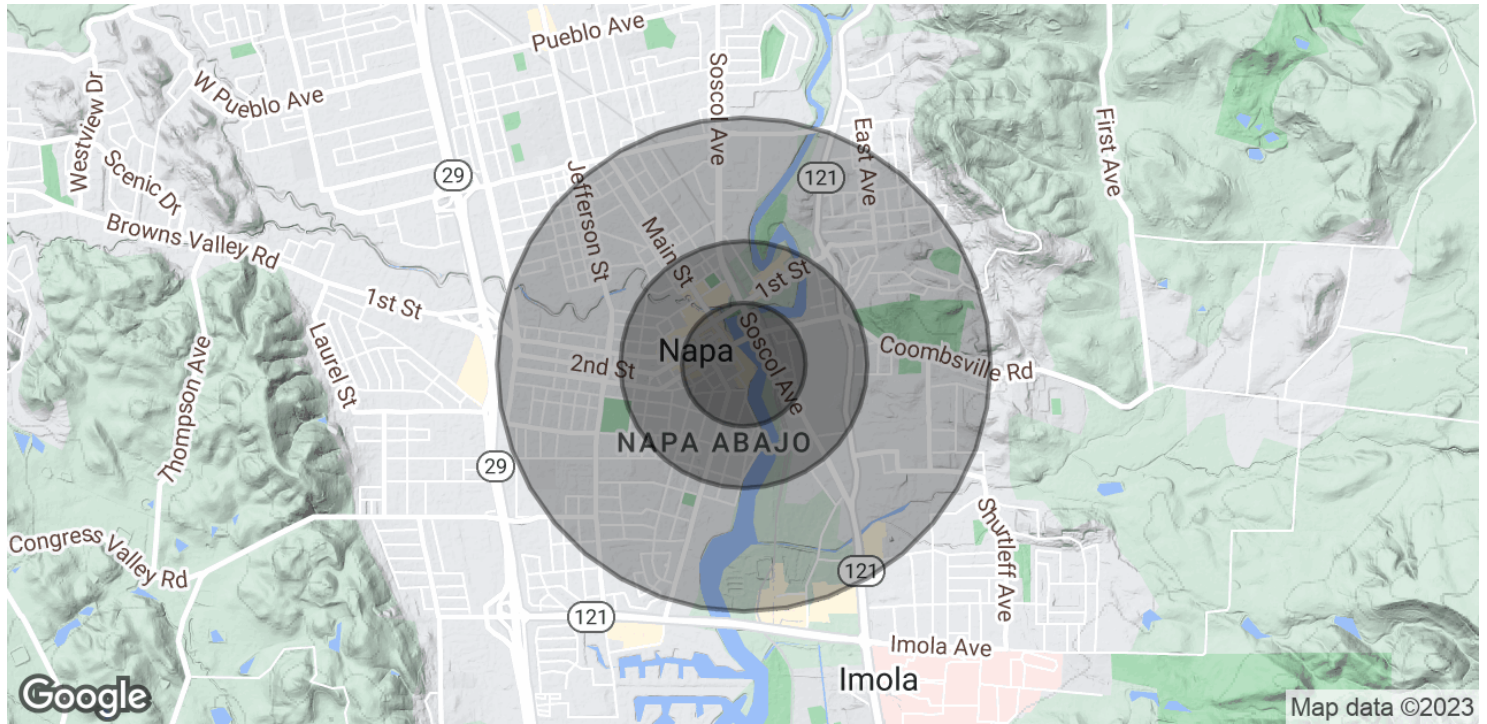 Pueblo Ave
W Pueblo Ave
Westview Dr
Scenic Dr
Browns Valley Rd
1st St
Laurel St
Thompson Ave
Congress Valley Rd
29
29
Soscol Ave
Jefferson St
Main St
East Ave
121
First Ave
1st St
Napa
Soscol Ave
2nd St
Coombsville Rd
NAPA ABAJO
Shurtleff Ave
121
121
Imola Ave
Imola
Google
Map data ©2023